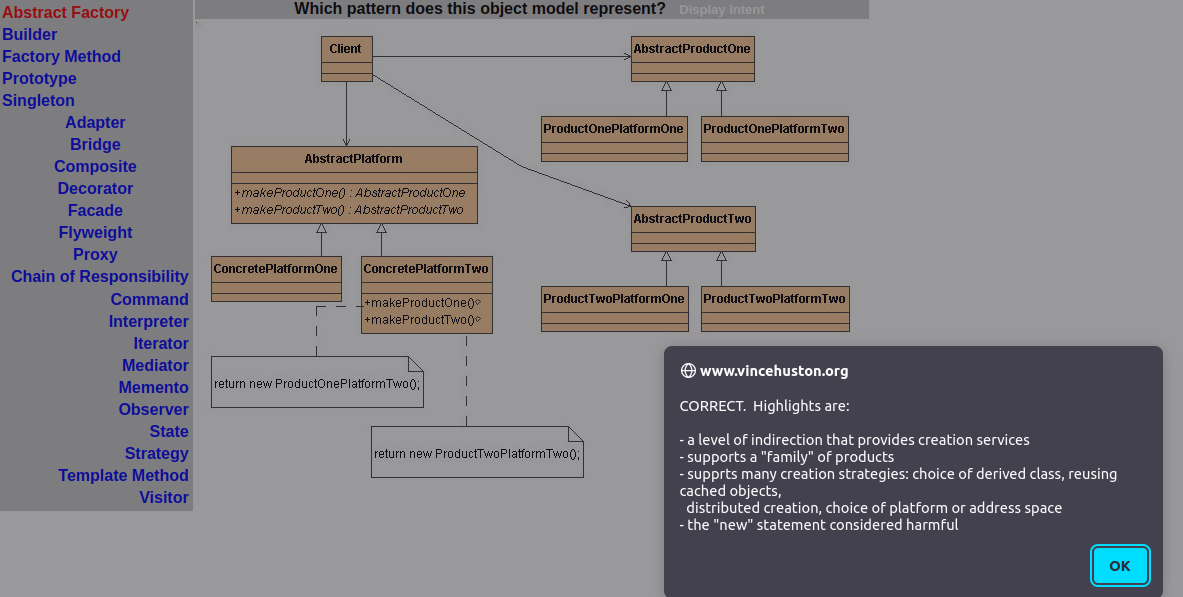 Abstract Factory
Builder
Factory Method
Prototype
Singleton
Adapter
Bridge
Composite
Decorator
Facade
Flyweight
Proxy
Chain of Responsibility
Command
Interpreter
Iterator
Mediator
Memento
Observer
State
Strategy
Template Method
Visitor
Which pattern does this object model represent? Display Intent
Client
AbstractProductOne
ProductOnePlatformOne
ProductOnePlatformTwo
AbstractPlatform
+makeProductOne() : AbstractProductOne
+makeProductTwo() : AbstractProductTwo
AbstractProductTwo
ConcretePlatformOne
ConcretePlatformTwo
+makeProductOne()
+makeProductTwo()
ProductTwoPlatformOne
ProductTwoPlatformTwo
return new ProductOnePlatformTwo();
return new ProductTwoPlatformTwo();
www.vincehuston.org
CORRECT. Highlights are:
- a level of indirection that provides creation services
- supports a "family" of products
- supprts many creation strategies: choice of derived class, reusing
cached objects,
distributed creation, choice of platform or address space
- the "new" statement considered harmful
OK